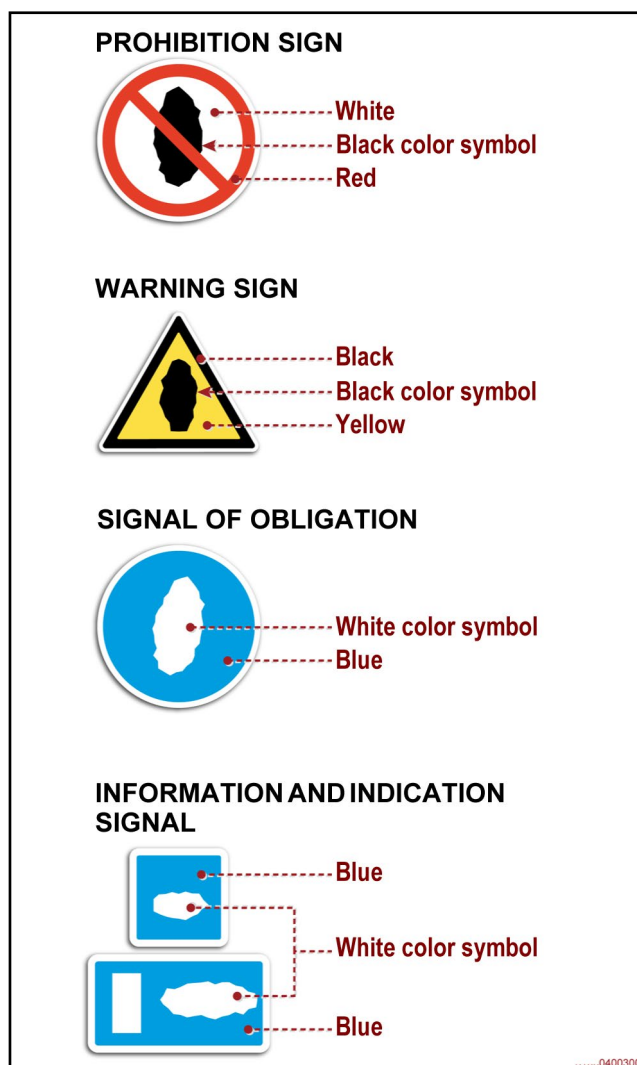 PROHIBITION SIGN
White
Black color symbol
Red
WARNING SIGN
Black
Black color symbol
Yellow
SIGNAL OF OBLIGATION
White color symbol
Blue
INFORMATION AND INDICATION
SIGNAL
Blue
White color symbol
Blue